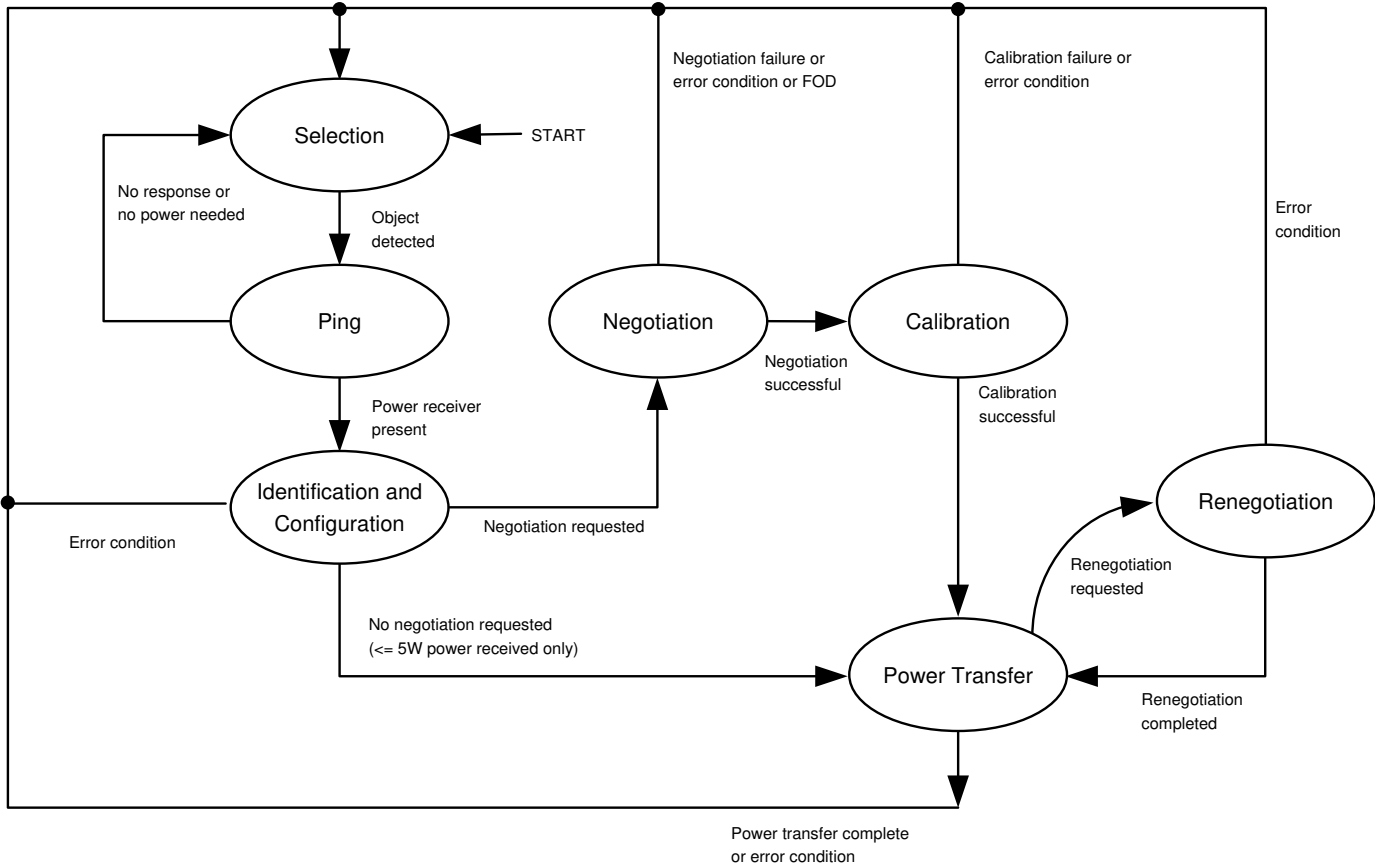 Negotiation failure or
error condition or FOD
Calibration failure or
error condition
Selection
START
No response or
no power needed
Object
detected
Error
condition
Ping
Negotiation
Calibration
Negotiation
successful
Calibration
successful
Power receiver
present
Identification and
Configuration
Negotiation requested
Error condition
Renegotiation
Renegotiation
requested
No negotiation requested
(<= 5W power received only)
Power Transfer
Renegotiation
completed
Power transfer complete
or error condition